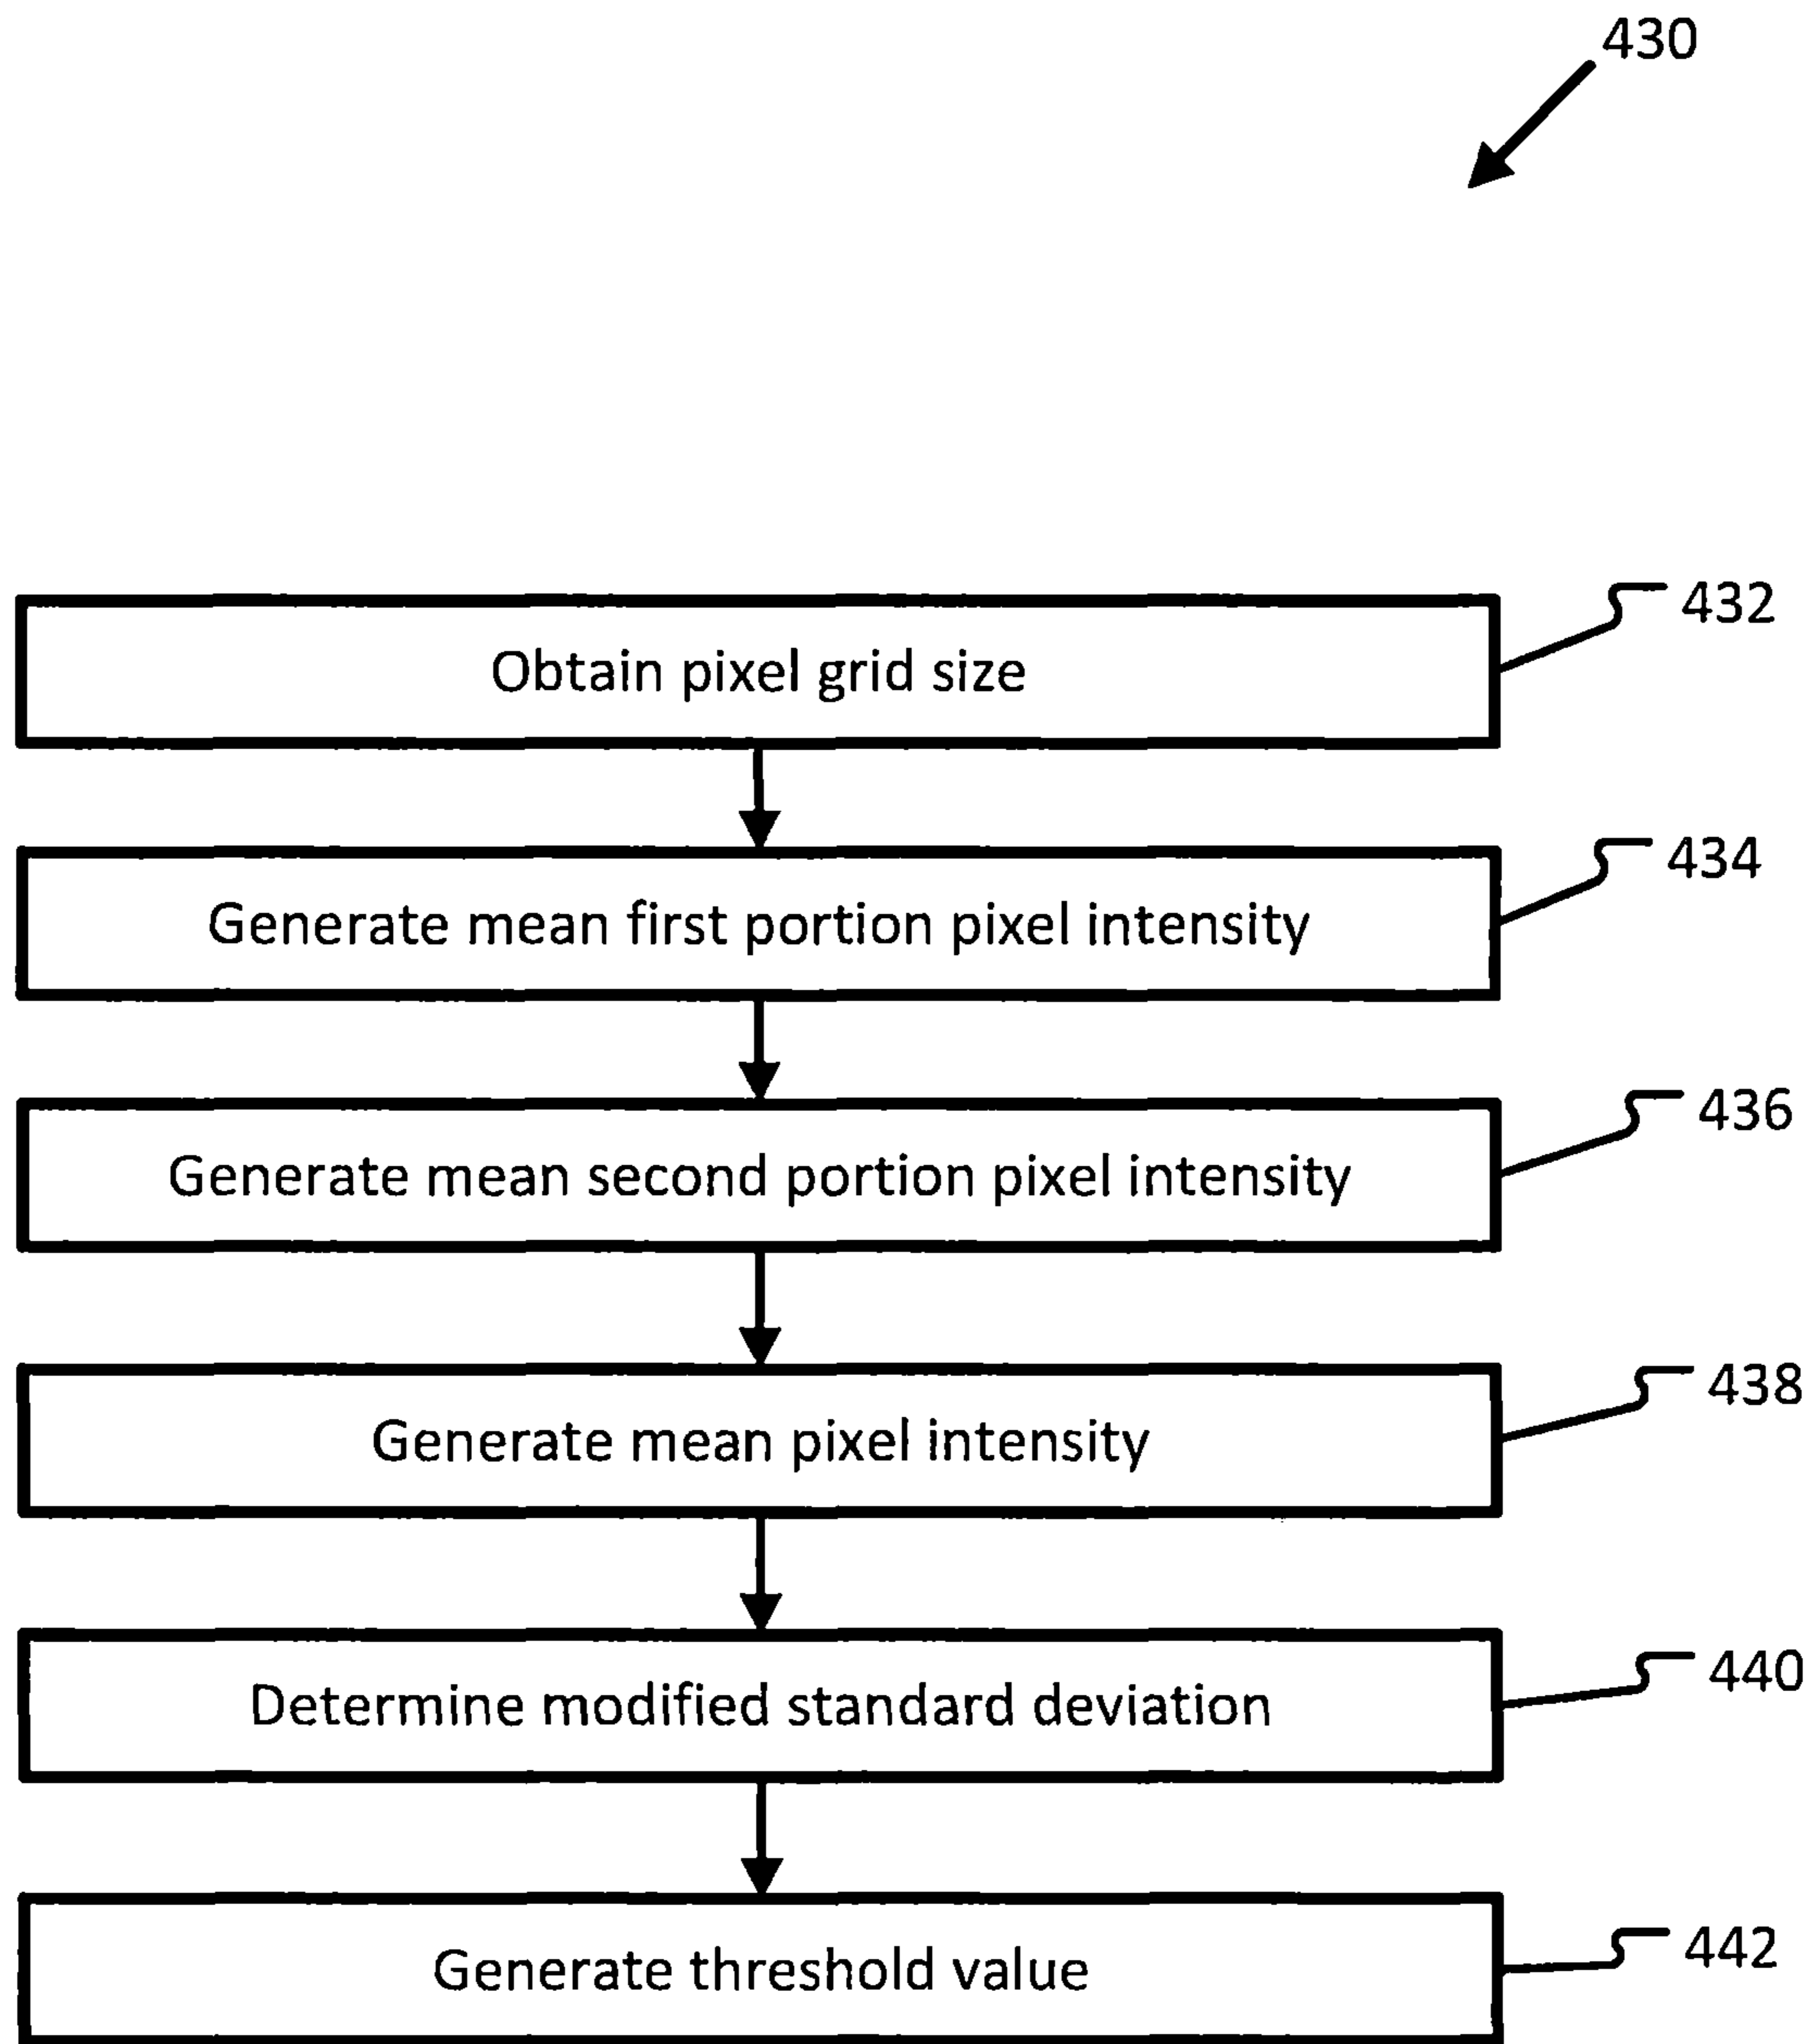 430
Obtain pixel grid size
432
Generate mean first portion pixel intensity
434
Generate mean second portion pixel intensity
436
Generate mean pixel intensity
438
Determine modified standard deviation
440
Generate threshold value
442